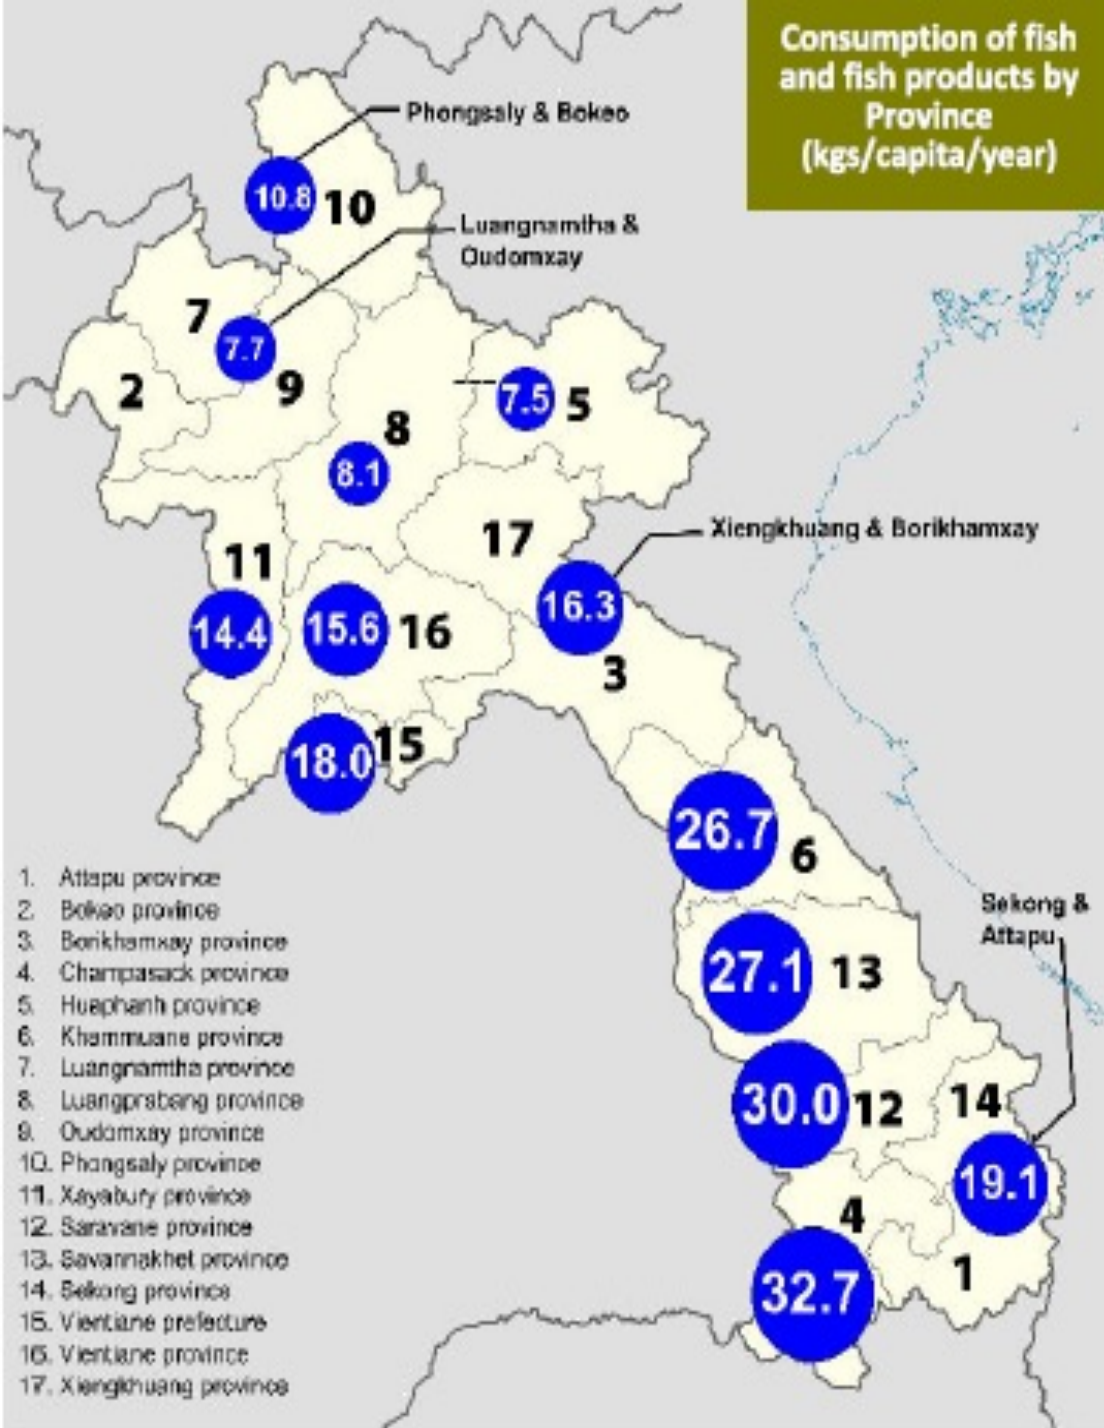 Consumption of fish
and fish products by
Province
(kgs/capita/year)
Phongsaly & Bokeo
10.8
10
Luangnamtha &
Oudomxay
7
7.7
9
2
7.5
5
8
8.1
17
Xiengkhuang & Borikhamxay
11
16.3
14.4
15.6
16
3
18.0
15
26.7
6
Sekong &
Attapu
27.1
13
30.0
12
14
19.1
4
1
32.7
1. Attapu province
2. Bokeo province
3. Borikhamxay province
4. Champasack province
5. Huaphanh province
6. Khammuane province
7. Luangnamtha province
8. Luangprabang province
9. Oudomxay province
10. Phongsaly province
11. Xayabury province
12. Saravane province
13. Savannakhet province
14. Sekong province
15. Vientiane prefecture
16. Vientiane province
17. Xiengkhuang province